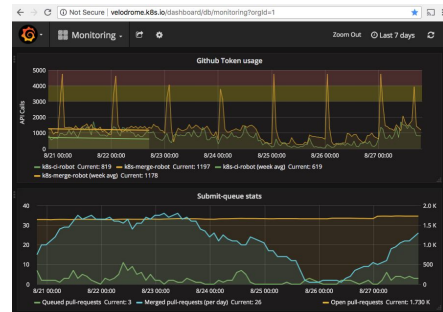 Not Secure | velodrome.k8s.io/dashboard/db/monitoring?orgId=1
Monitoring
Zoom Out Last 7 days
Github Token usage
API Calls
5000
4000
3000
2000
1000
0
8/21 00:00 8/22 00:00 8/23 00:00 8/24 00:00 8/25 00:00 8/26 00:00 8/27 00:00
k8s-ci-robot Current: 819 k8s-merge-robot Current: 1197 k8s-ci-robot (week avg) Current: 619
k8s-merge-robot (week avg) Current: 1178
Submit-queue stats
40 2.0 K
30 1.5 K
20 1.0 K
10 500
0 0
8/21 00:00 8/22 00:00 8/23 00:00 8/24 00:00 8/25 00:00 8/26 00:00 8/27 00:00
Queued pull-requests Current: 3 Merged pull-requests (per day) Current: 26 Open pull-requests Current: 1.730 K